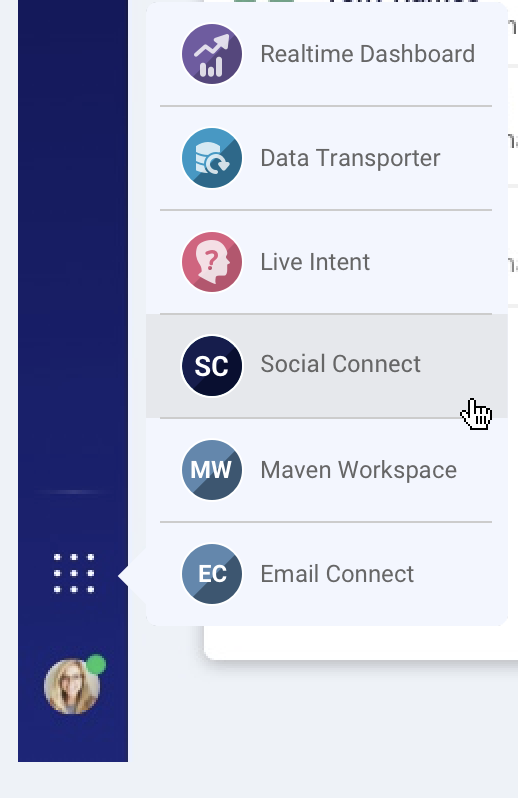 Realtime Dashboard
Data Transporter
?
Live Intent
SC
Social Connect
MW
Maven Workspace
EC
Email Connect